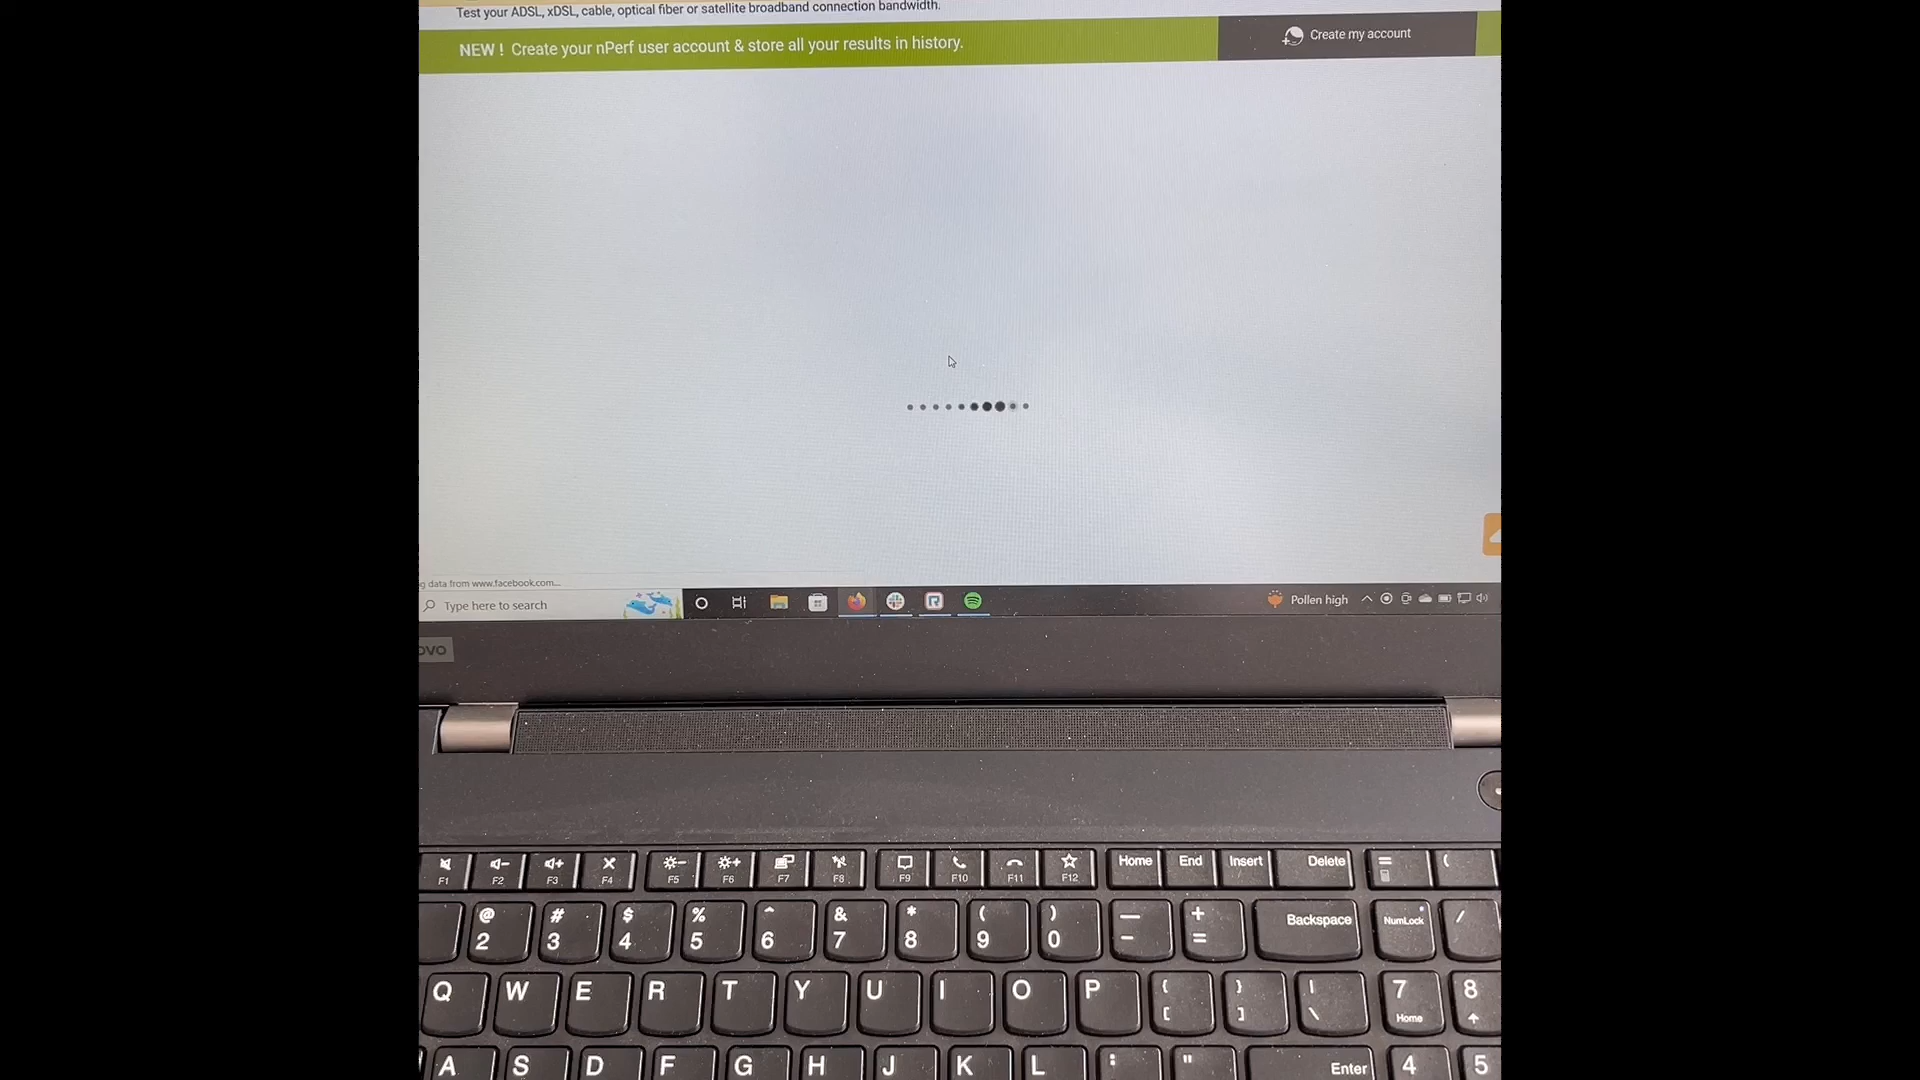 Test your ADSL, xDSL, cable, optical fiber or satellite broadband connection bandwidth.
NEW ! Create your nPerf user account & store all your results in history.
Create my account
g data from www.facebook.com...
Type here to search
Pollen high
ovo
F1 F2 F3 F4 F5 F6 F7 F8 F9 F10 F11 F12 Home End Insert Delete = (
@ # $ % ^ & * ( ) — +
2 3 4 5 6 7 8 9 0 - = Backspace NumLock /
Q W E R T Y U I O P { } | 7 8
[ ] \ Home
A S D F G H J K L : " Enter 4 5